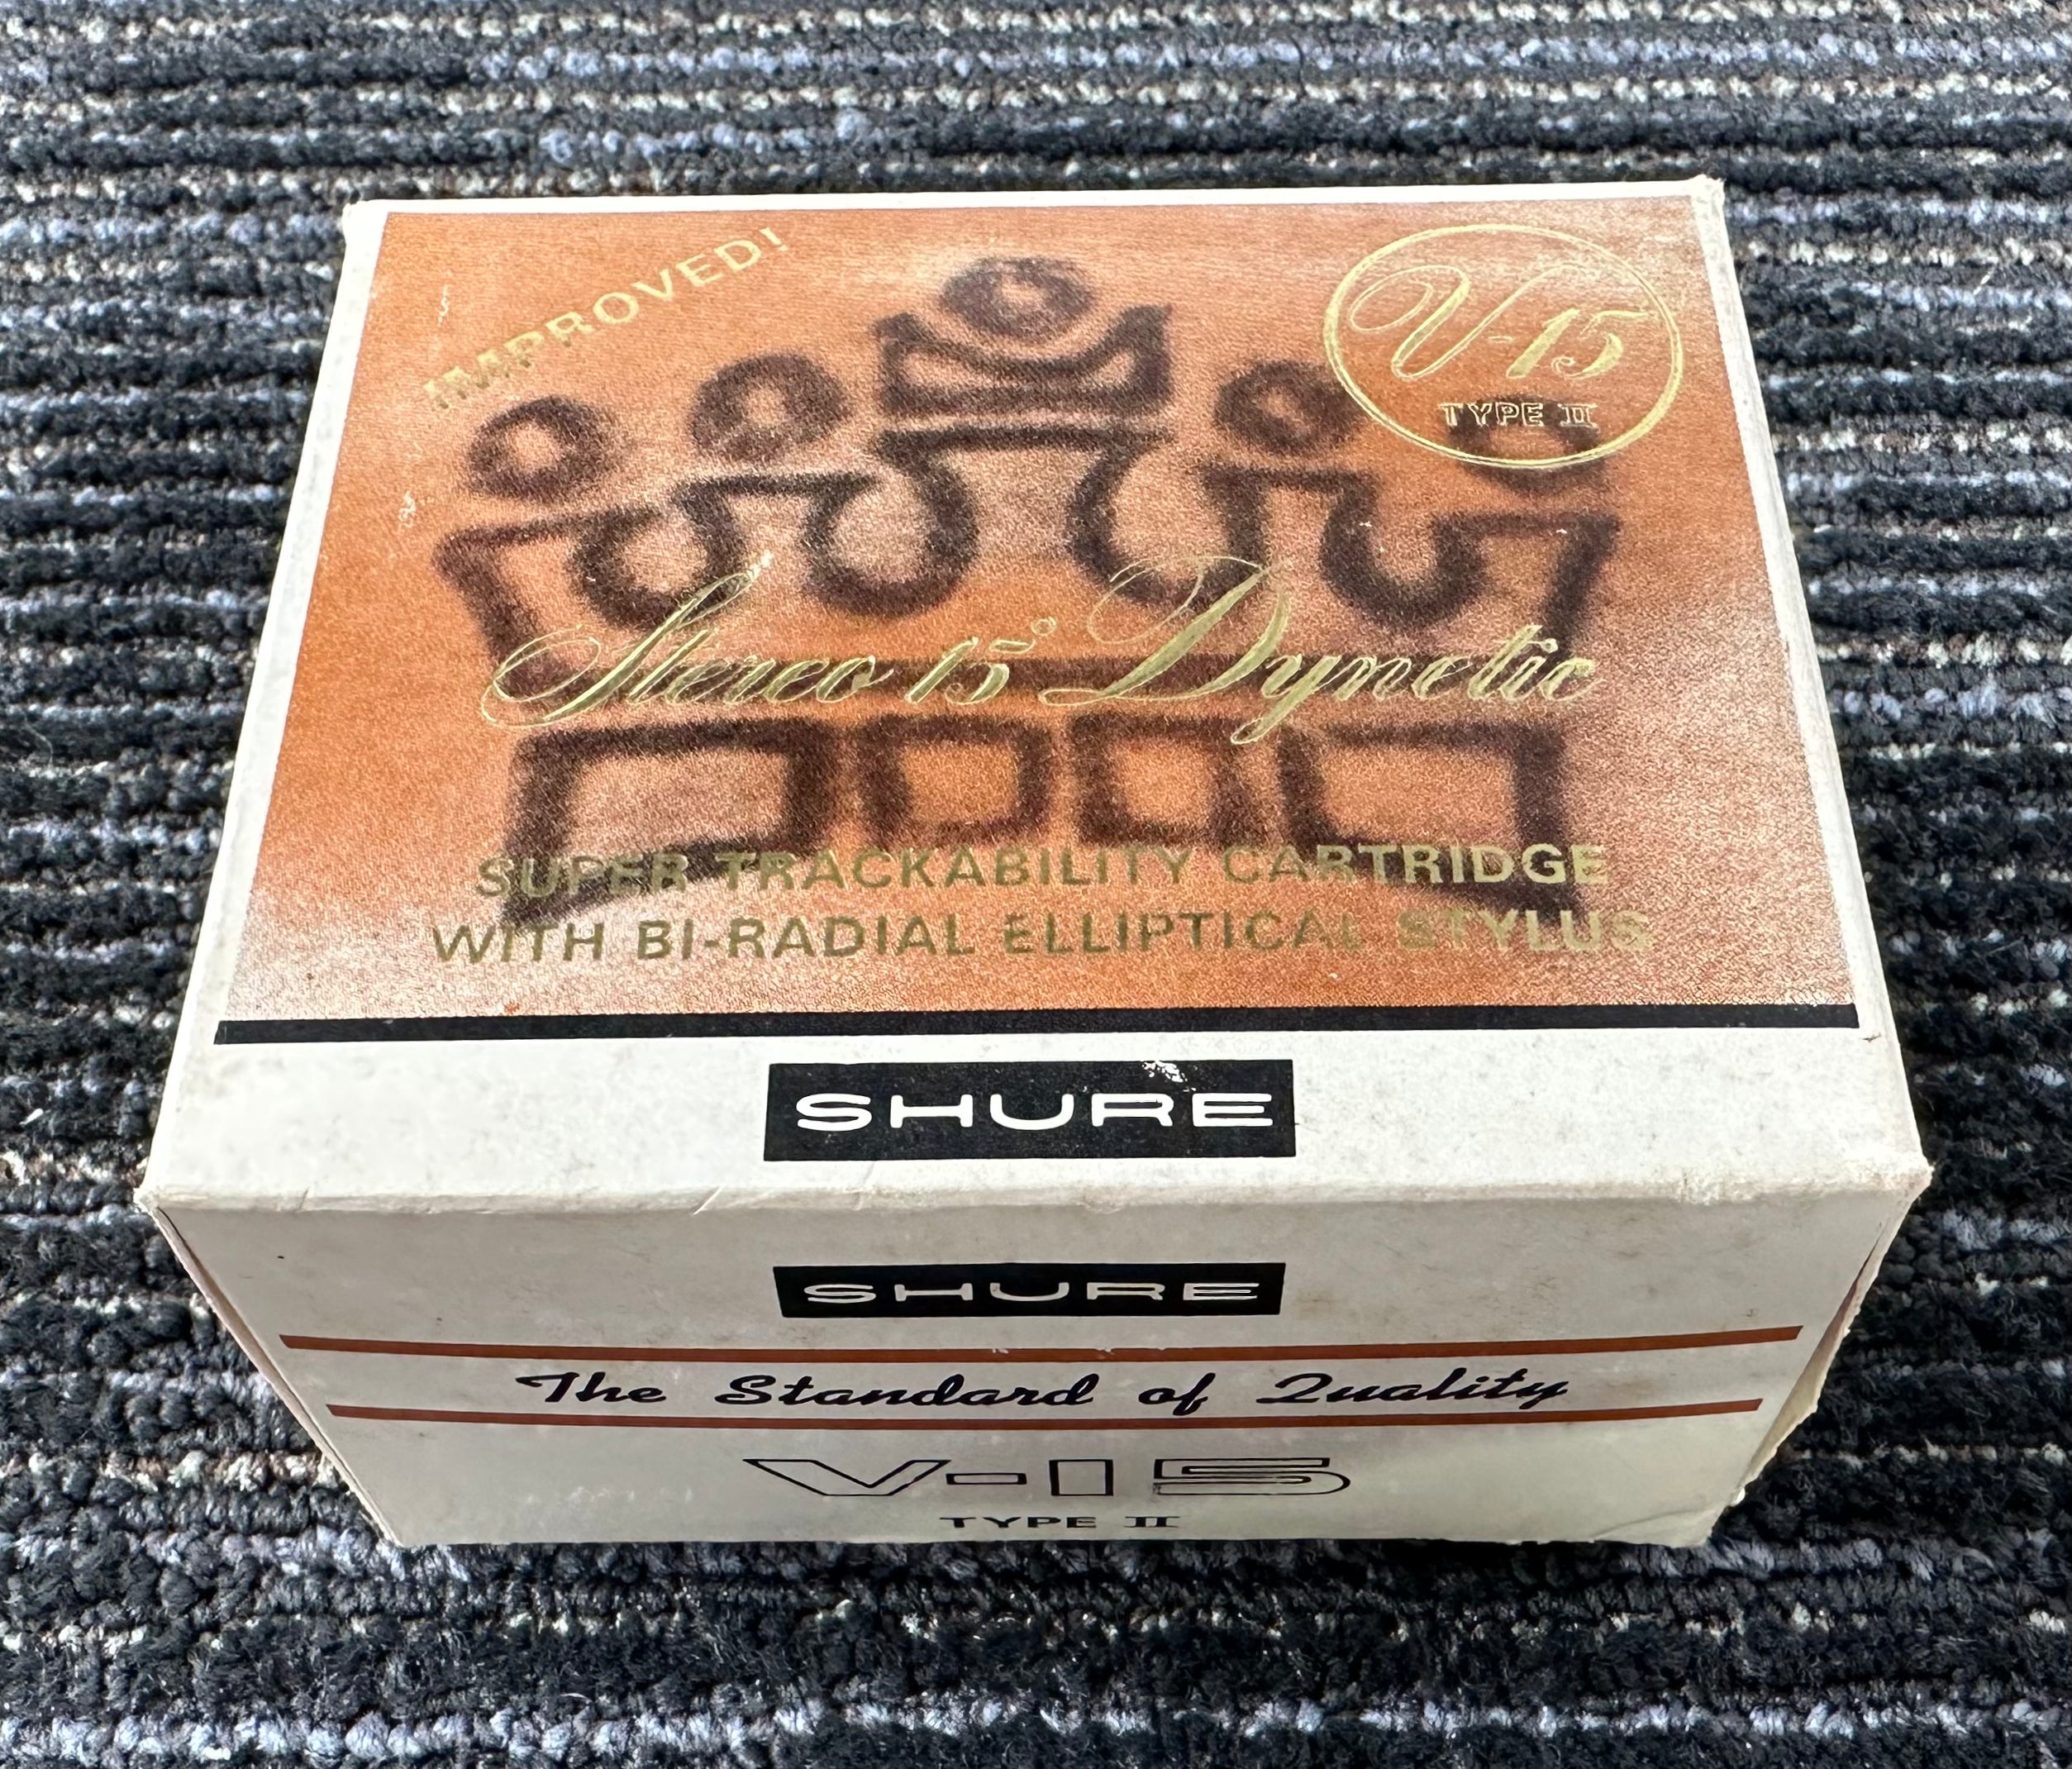 IMPROVED!
V-15
TYPE II
Stereo 15° Dynetic
SUPER TRACKABILITY CARTRIDGE
WITH BI-RADIAL ELLIPTICAL STYLUS
SHURE
SHURE
The Standard of Quality
V-15
TYPE II